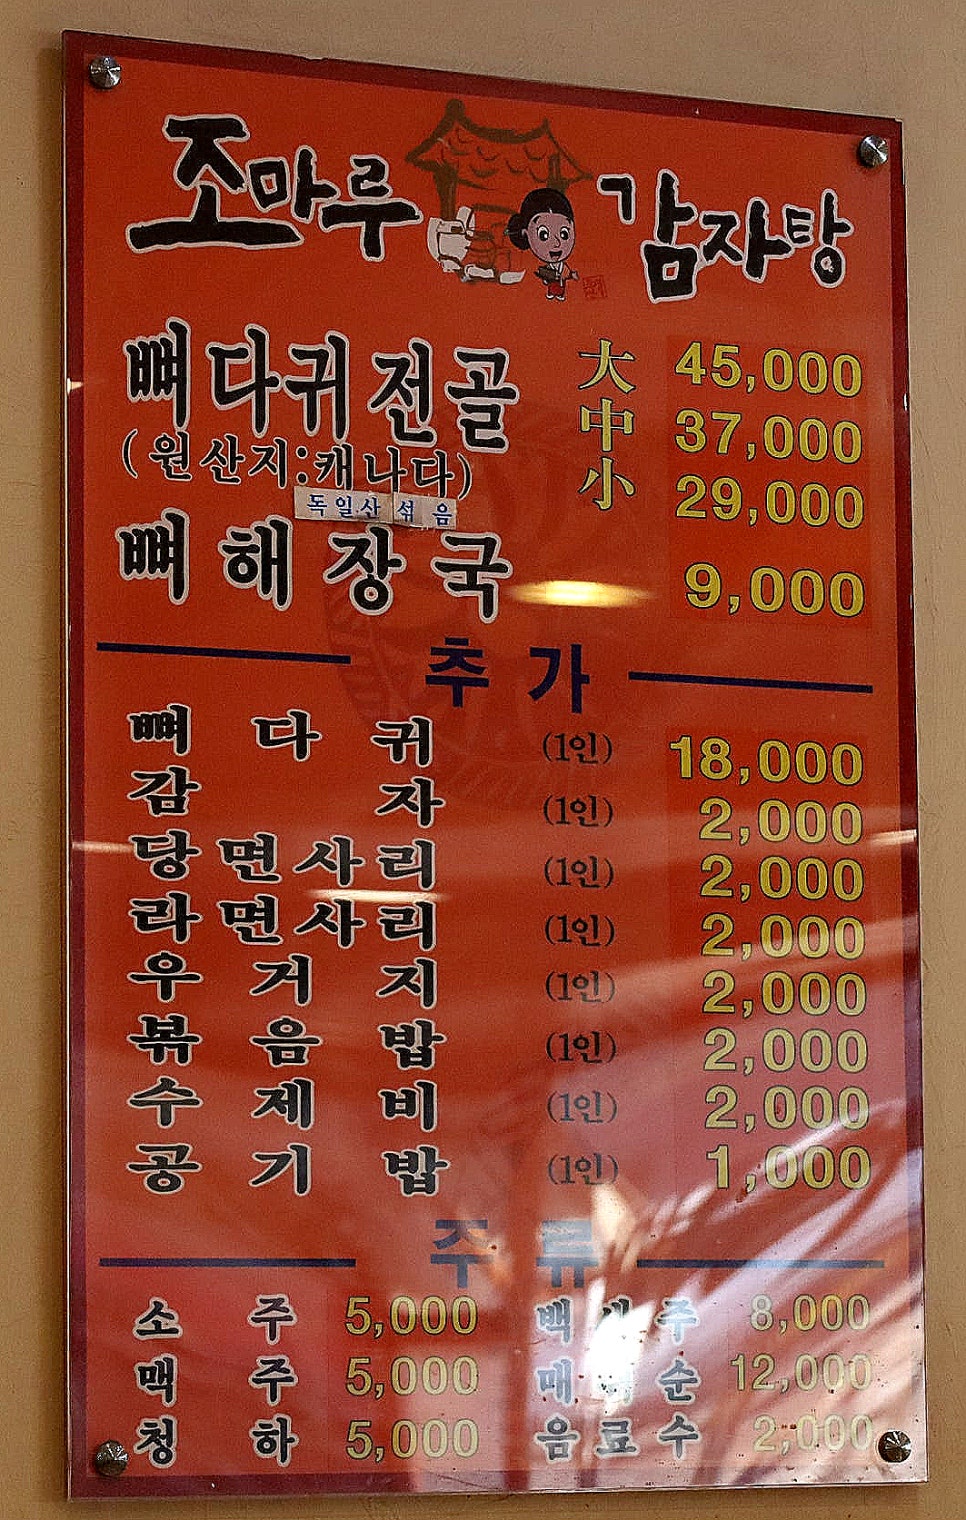 조마루 감자탕
뼈다귀전골 大 45,000
中 37,000
小 29,000
(원산지:캐나다)
독일산 섞음
뼈해장국 9,000
추가
뼈다귀 (1인) 18,000
감자 (1인) 2,000
당면사리 (1인) 2,000
라면사리 (1인) 2,000
우거지 (1인) 2,000
볶음밥 (1인) 2,000
수제비 (1인) 2,000
공기밥 (1인) 1,000
주류
소주 5,000 백세주 8,000
맥주 5,000 12,000
청하 5,000 음료수 2,000